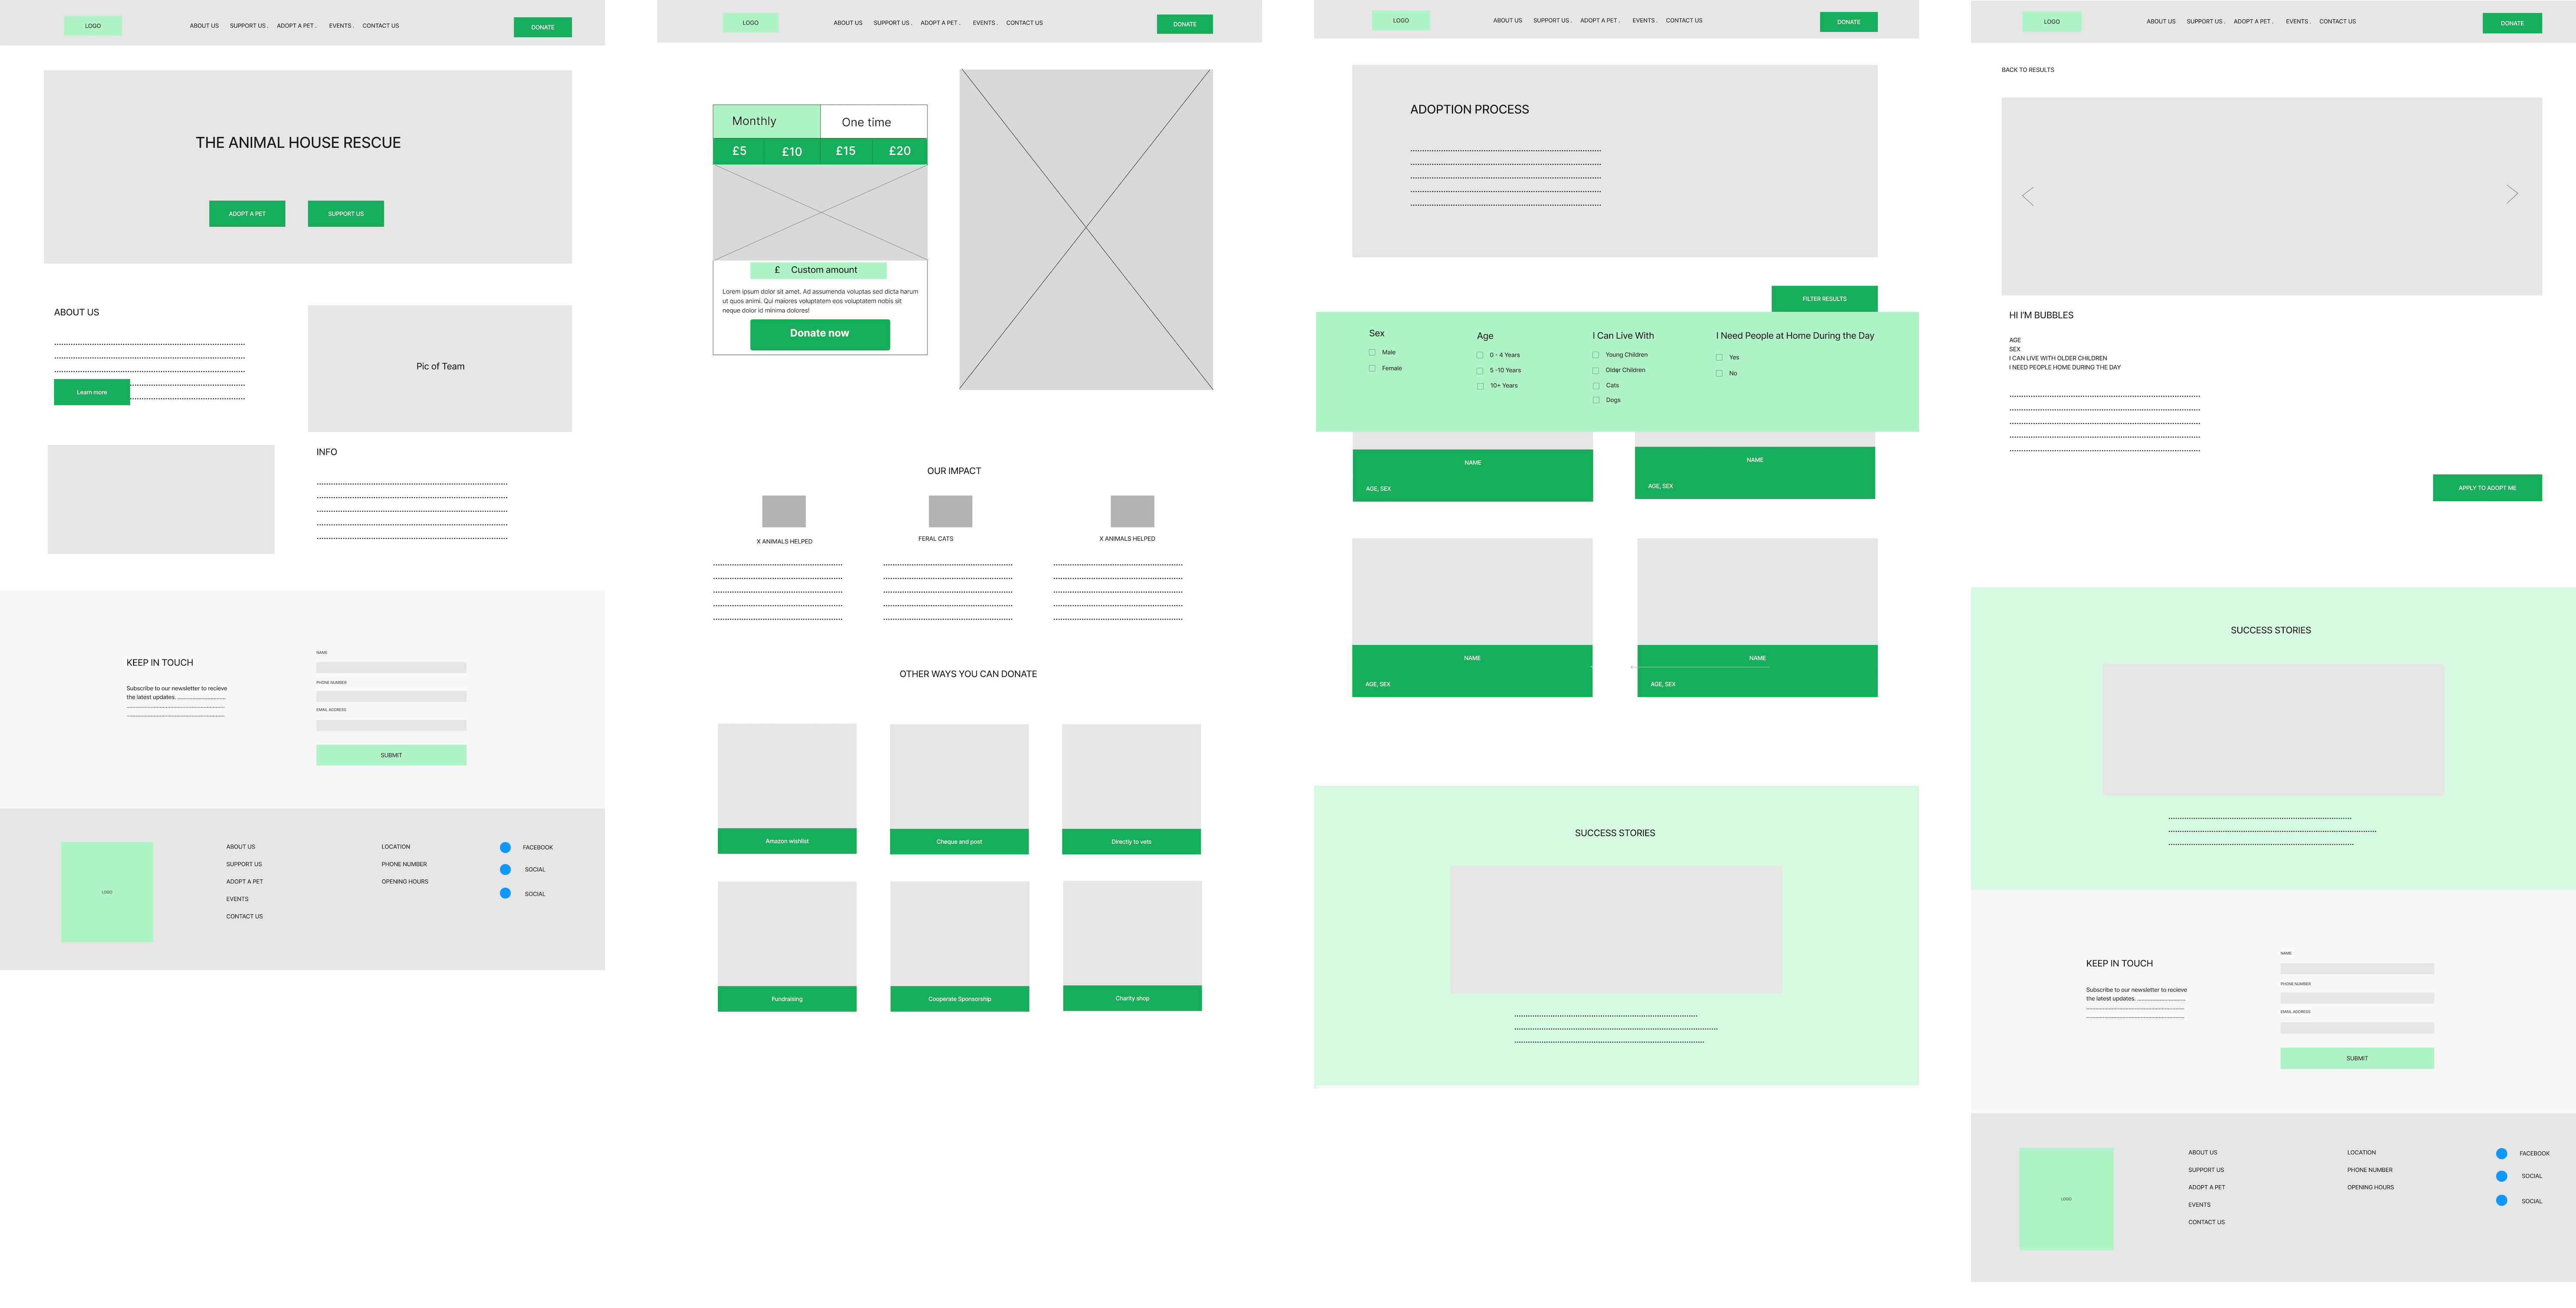 LOGO
ABOUT US
SUPPORT US .
ADOPT A PET .
EVENTS .
CONTACT US
DONATE
THE ANIMAL HOUSE RESCUE
ADOPT A PET
SUPPORT US
ABOUT US
Learn more
Pic of Team
INFO
KEEP IN TOUCH
Subscribe to our newsletter to recieve
the latest updates.
NAME
PHONE NUMBER
EMAIL ADDRESS
SUBMIT
LOGO
ABOUT US
SUPPORT US
ADOPT A PET
EVENTS
CONTACT US
LOCATION
PHONE NUMBER
OPENING HOURS
FACEBOOK
SOCIAL
SOCIAL
LOGO
ABOUT US
SUPPORT US .
ADOPT A PET .
EVENTS .
CONTACT US
DONATE
Monthly
One time
£5
£10
£15
£20
£ Custom amount
Lorem ipsum dolor sit amet. Ad assumenda voluptas sed dicta harum
ut quos animi. Qui maiores voluptatem eos voluptatem nobis sit
neque dolor id minima dolores!
Donate now
OUR IMPACT
X ANIMALS HELPED
FERAL CATS
X ANIMALS HELPED
OTHER WAYS YOU CAN DONATE
Amazon wishlist
Cheque and post
Directly to vets
Fundraising
Cooperate Sponsorship
Charity shop
LOGO
ABOUT US
SUPPORT US .
ADOPT A PET .
EVENTS .
CONTACT US
DONATE
ADOPTION PROCESS
FILTER RESULTS
Sex
Male
Female
Age
0 - 4 Years
5 -10 Years
10+ Years
I Can Live With
Young Children
Older Children
Cats
Dogs
I Need People at Home During the Day
Yes
No
NAME
AGE, SEX
NAME
AGE, SEX
NAME
AGE, SEX
NAME
AGE, SEX
SUCCESS STORIES
LOGO
ABOUT US
SUPPORT US .
ADOPT A PET .
EVENTS .
CONTACT US
DONATE
BACK TO RESULTS
HI I'M BUBBLES
AGE
SEX
I CAN LIVE WITH OLDER CHILDREN
I NEED PEOPLE HOME DURING THE DAY
APPLY TO ADOPT ME
SUCCESS STORIES
KEEP IN TOUCH
Subscribe to our newsletter to recieve
the latest updates.
NAME
PHONE NUMBER
EMAIL ADDRESS
SUBMIT
LOGO
ABOUT US
SUPPORT US
ADOPT A PET
EVENTS
CONTACT US
LOCATION
PHONE NUMBER
OPENING HOURS
FACEBOOK
SOCIAL
SOCIAL